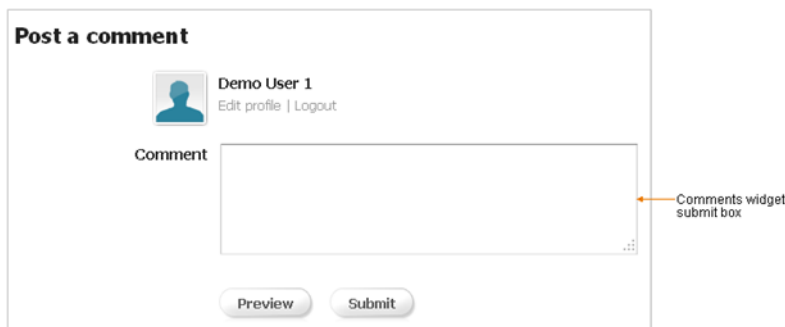 Post a comment
Demo User 1
Edit profile | Logout
Comment
Comments widget
submit box
Preview Submit